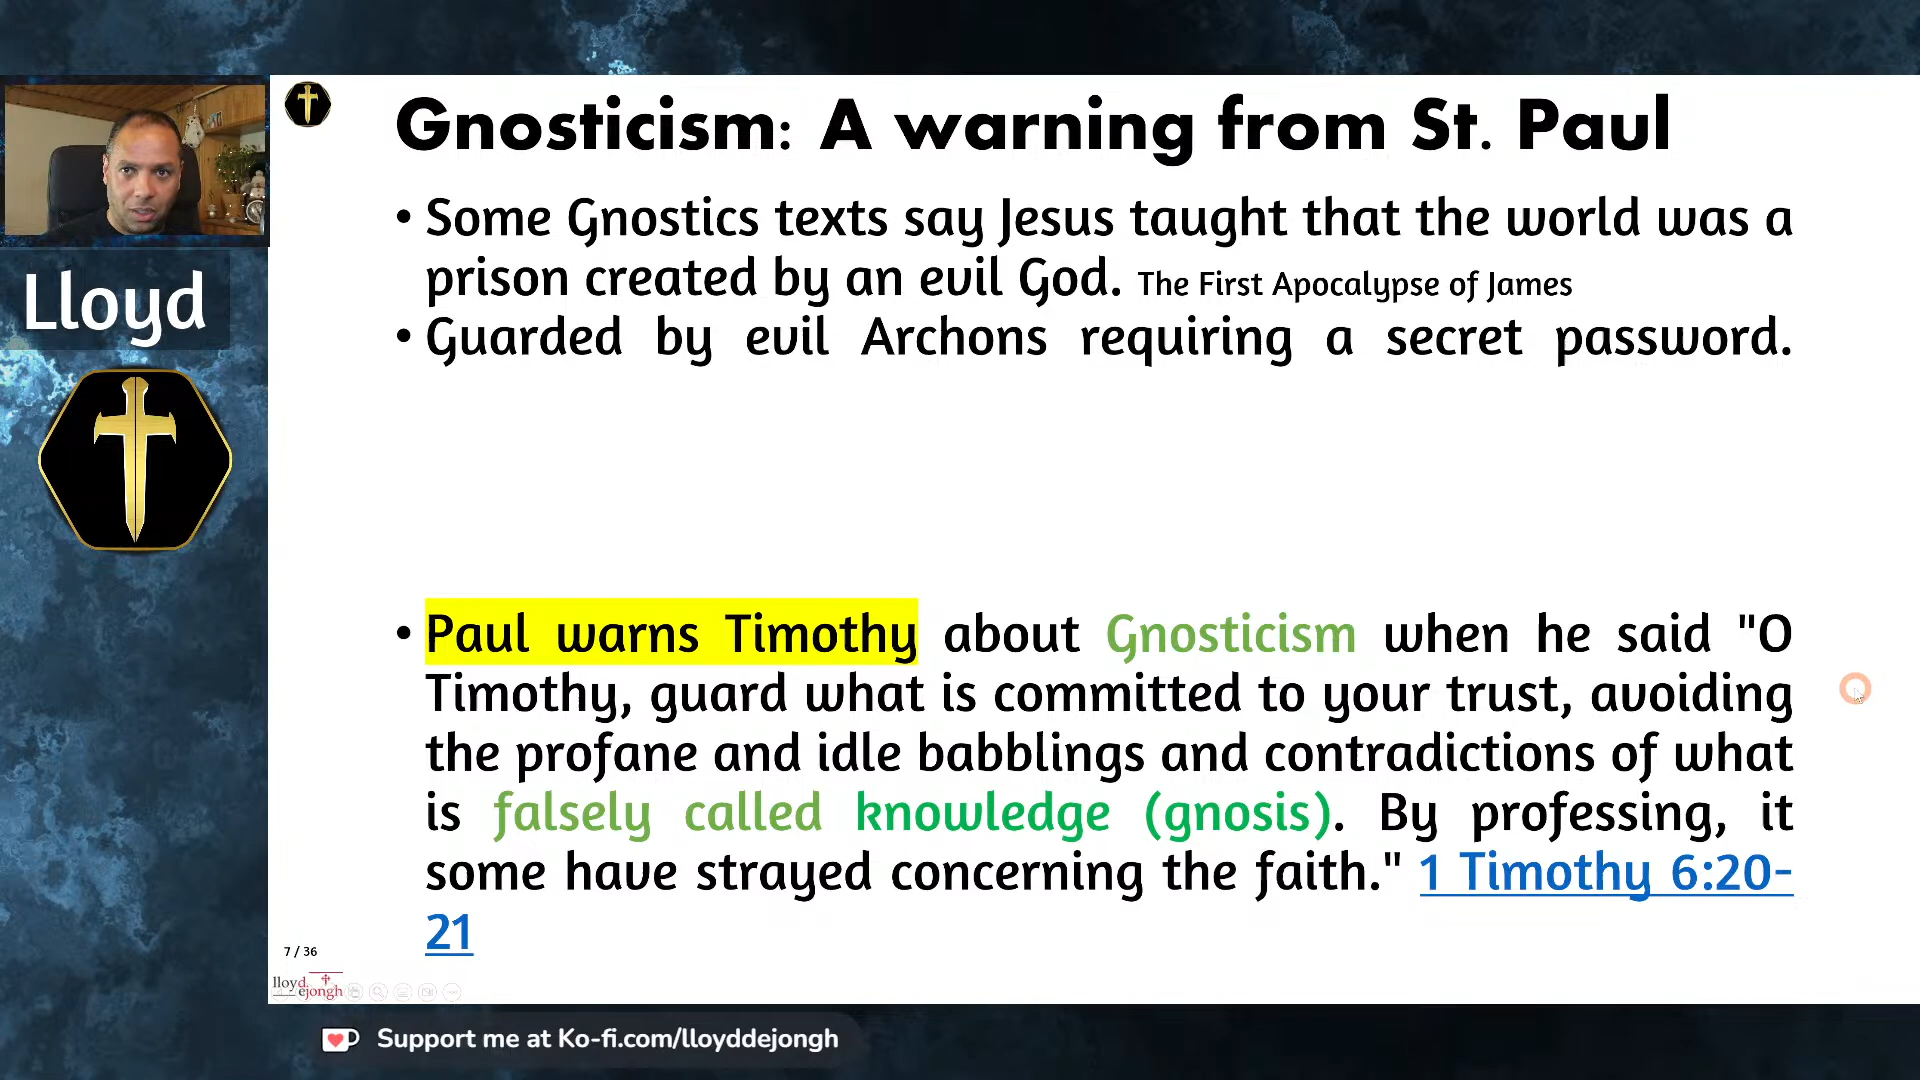 Gnosticism: A warning from St. Paul
• Some Gnostics texts say Jesus taught that the world was a
prison created by an evil God. The First Apocalypse of James
• Guarded by evil Archons requiring a secret password.
Lloyd
• Paul warns Timothy about Gnosticism when he said "O
Timothy, guard what is committed to your trust, avoiding
the profane and idle babblings and contradictions of what
is falsely called knowledge (gnosis). By professing, it
some have strayed concerning the faith." 1 Timothy 6:20-
21
7 / 36
lloyd.
ejongh
Support me at Ko-fi.com/lloyddejongh